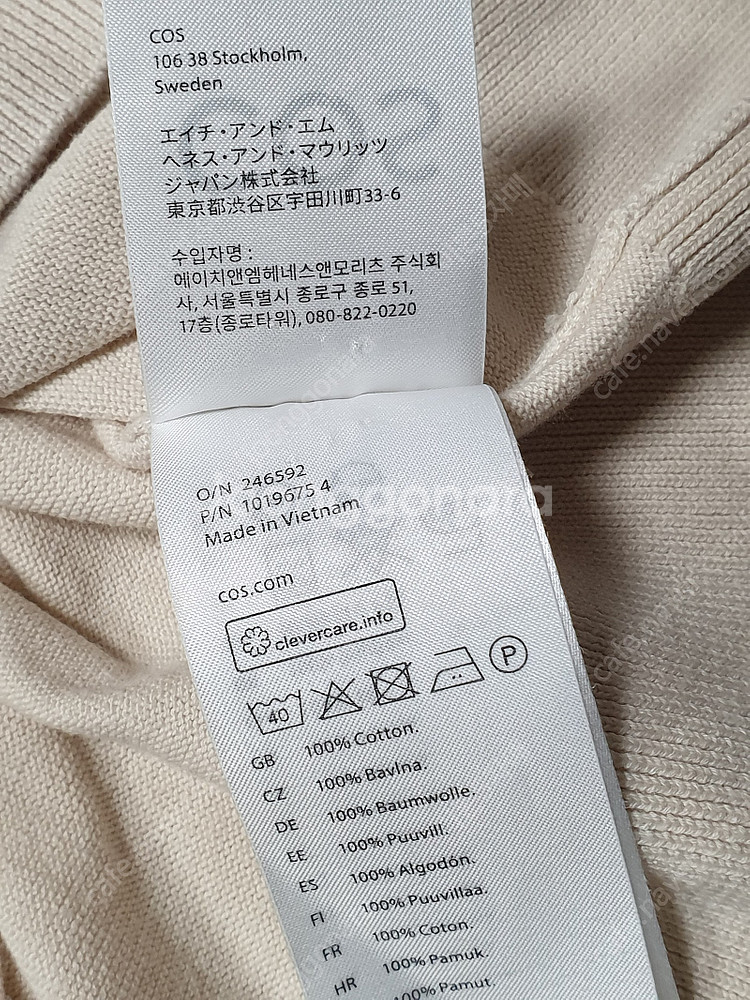 COS
106 38 Stockholm,
Sweden
エイチ・アンド・エム
ヘネス・アンド・マウリッツ
ジャパン株式会社
東京都渋谷区宇田川町33-6
수입자명 :
에이치앤엠헤네스앤모리츠 주식회
사, 서울특별시 종로구 종로 51,
17층(종로타워), 080-822-0220
O/N 246592
P/N 1019675 4
Made in Vietnam
cos.com
clevercare.info
40
P
GB 100% Cotton.
CZ 100% Bavlna.
DE 100% Baumwolle.
EE 100% Puuvill.
ES 100% Algodón.
FI 100% Puuvillaa.
FR 100% Coton.
HR 100% Pamuk.
100% Pamut.